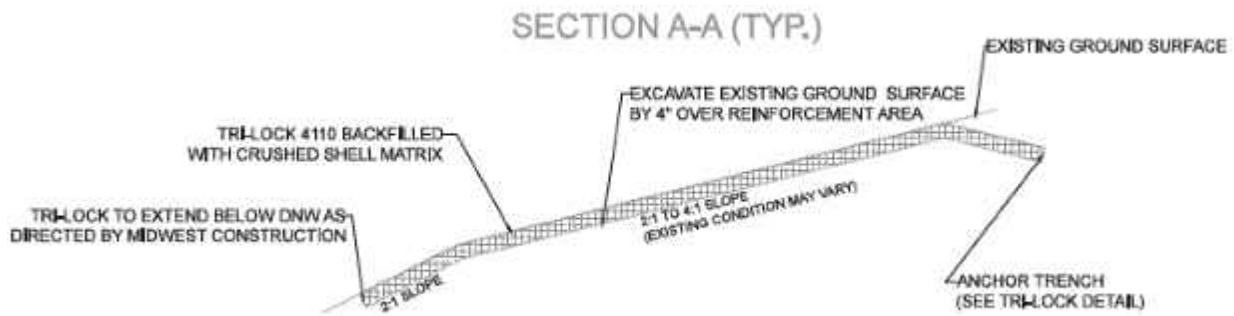 SECTION A-A (TYP.)
EXISTING GROUND SURFACE
EXCAVATE EXISTING GROUND SURFACE
BY 4" OVER REINFORCEMENT AREA
TRI-LOCK 4110 BACKFILLED
WITH CRUSHED SHELL MATRIX
TRI-LOCK TO EXTEND BELOW DNW AS
DIRECTED BY MIDWEST CONSTRUCTION
2:1 TO 4:1 SLOPE
(EXISTING CONDITION MAY VARY)
2:1 SLOPE
ANCHOR TRENCH
(SEE TRI-LOCK DETAIL)